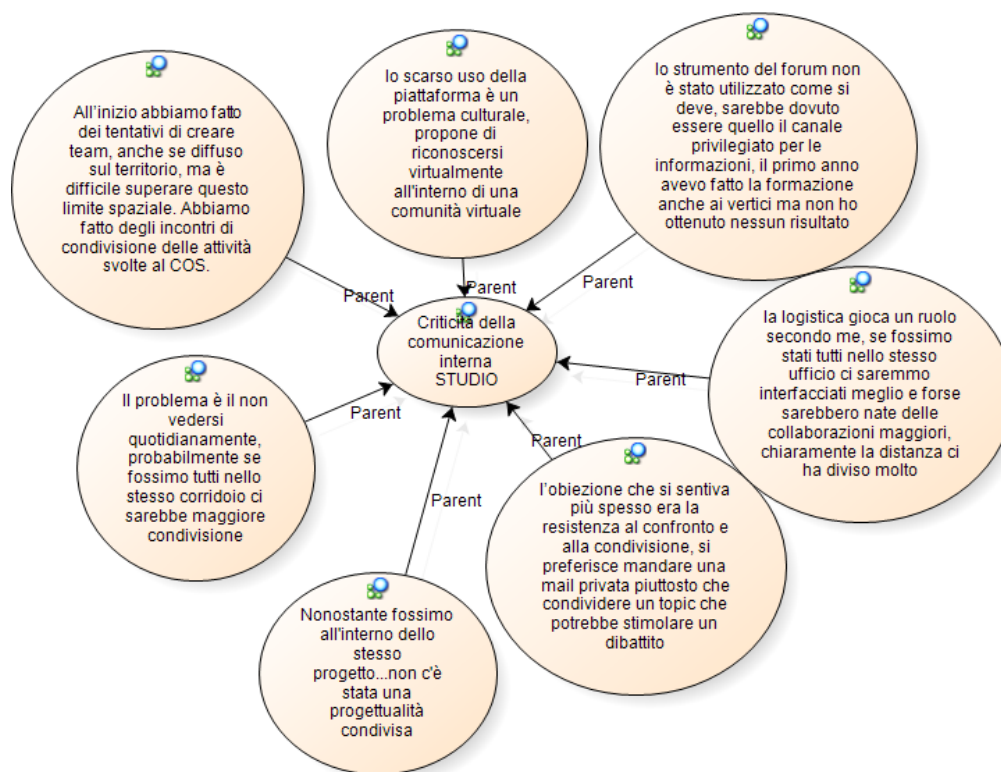 All'inizio abbiamo fatto
dei tentativi di creare
team, anche se diffuso
sul territorio, ma è
difficile superare questo
limite spaziale. Abbiamo
fatto degli incontri di
condivisione delle attività
svolte al COS.
lo scarso uso della
piattaforma è un
problema culturale,
propone di
riconoscersi
virtualmente
all'interno di una
comunità virtuale
lo strumento del forum non
è stato utilizzato come si
deve, sarebbe dovuto
essere quello il canale
privilegiato per le
informazioni, il primo anno
avevo fatto la formazione
anche ai vertici ma non ho
ottenuto nessun risultato
Parent
Parent
Parent
Criticità della
comunicazione
interna
STUDIO
la logistica gioca un ruolo
secondo me, se fossimo
stati tutti nello stesso
ufficio ci saremmo
interfacciati meglio e forse
sarebbero nate delle
collaborazioni maggiori,
chiaramente la distanza ci
ha diviso molto
Parent
Il problema è il non
vedersi
quotidianamente,
probabilmente se
fossimo tutti nello
stesso corridoio ci
sarebbe maggiore
condivisione
Parent
Parent
l'obiezione che si sentiva
più spesso era la
resistenza al confronto e
alla condivisione, si
preferisce mandare una
mail privata piuttosto che
condividere un topic che
potrebbe stimolare un
dibattito
Parent
Nonostante fossimo
all'interno dello
stesso
progetto...non c'è
stata una
progettualità
condivisa